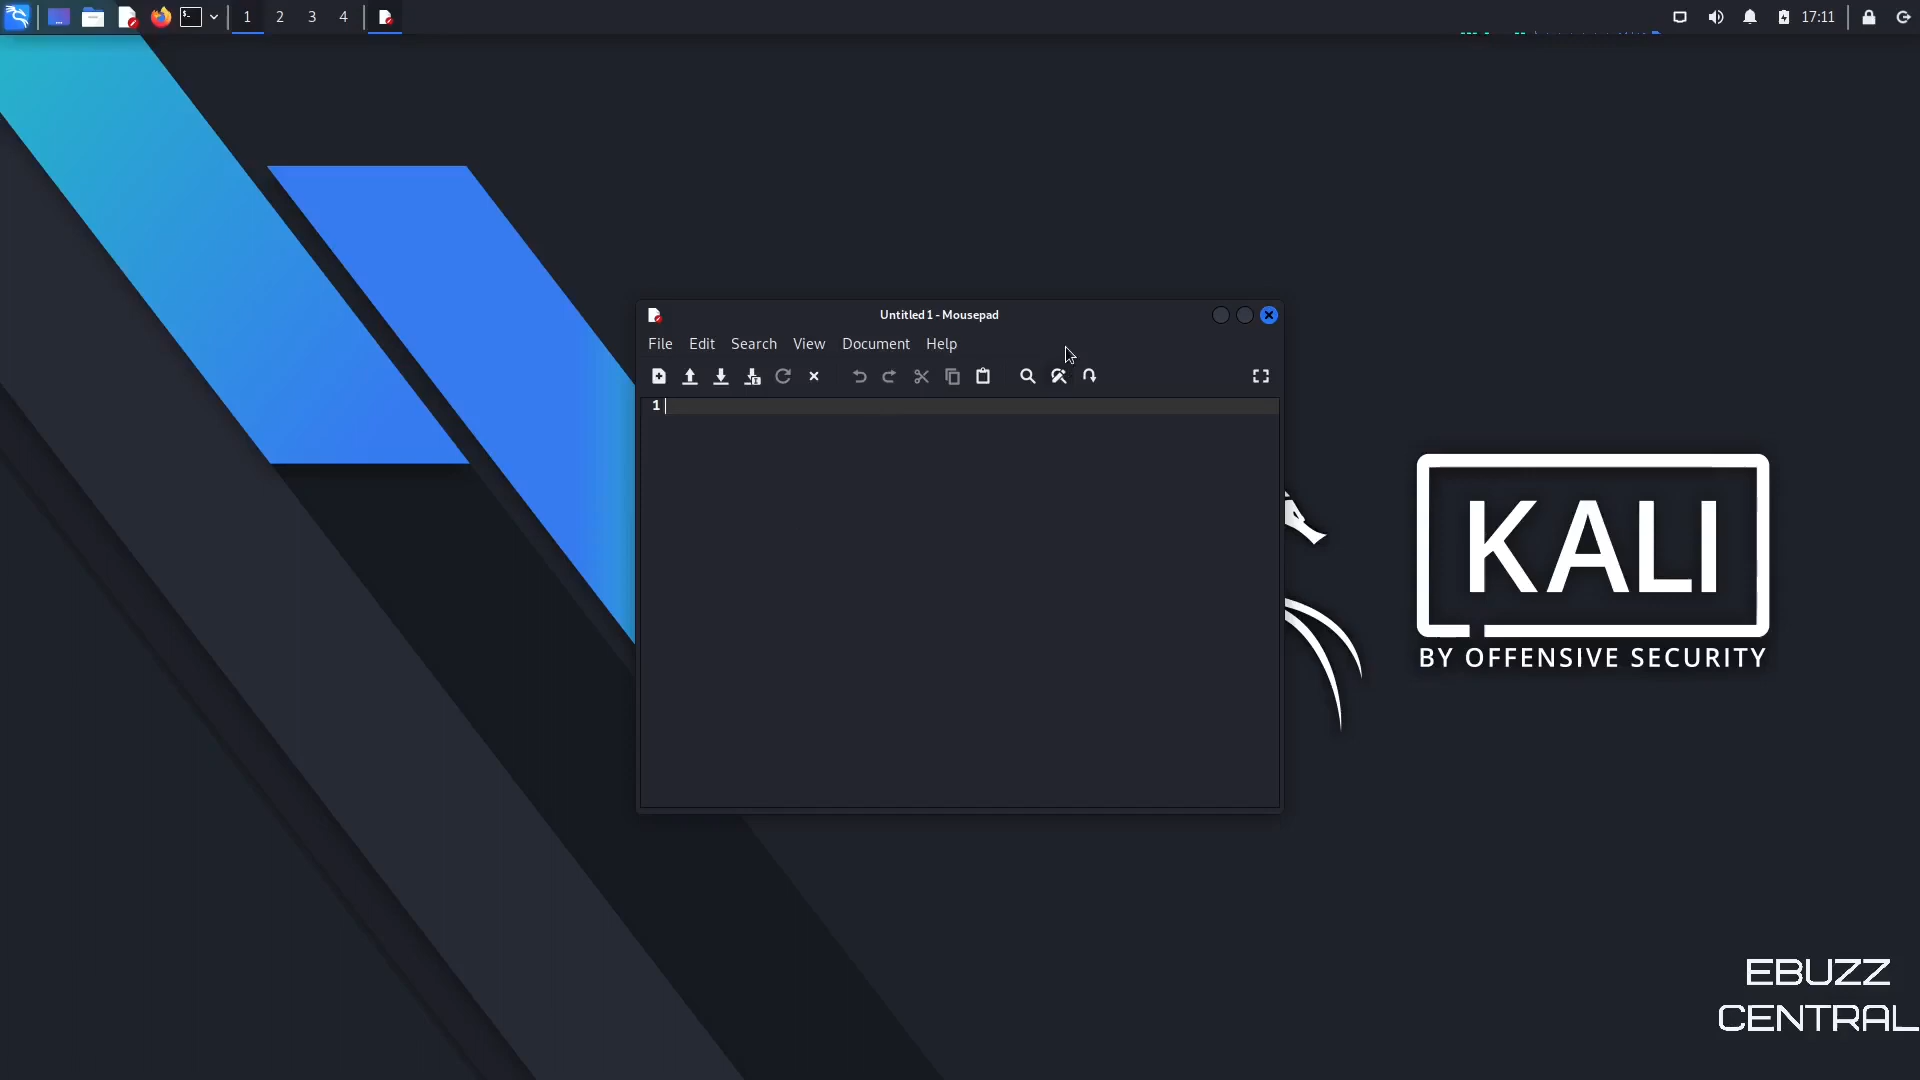 1 2 3 4
17:11
Untitled 1 - Mousepad
File Edit Search View Document Help
1
KALI
BY OFFENSIVE SECURITY
EBUZZ
CENTRAL